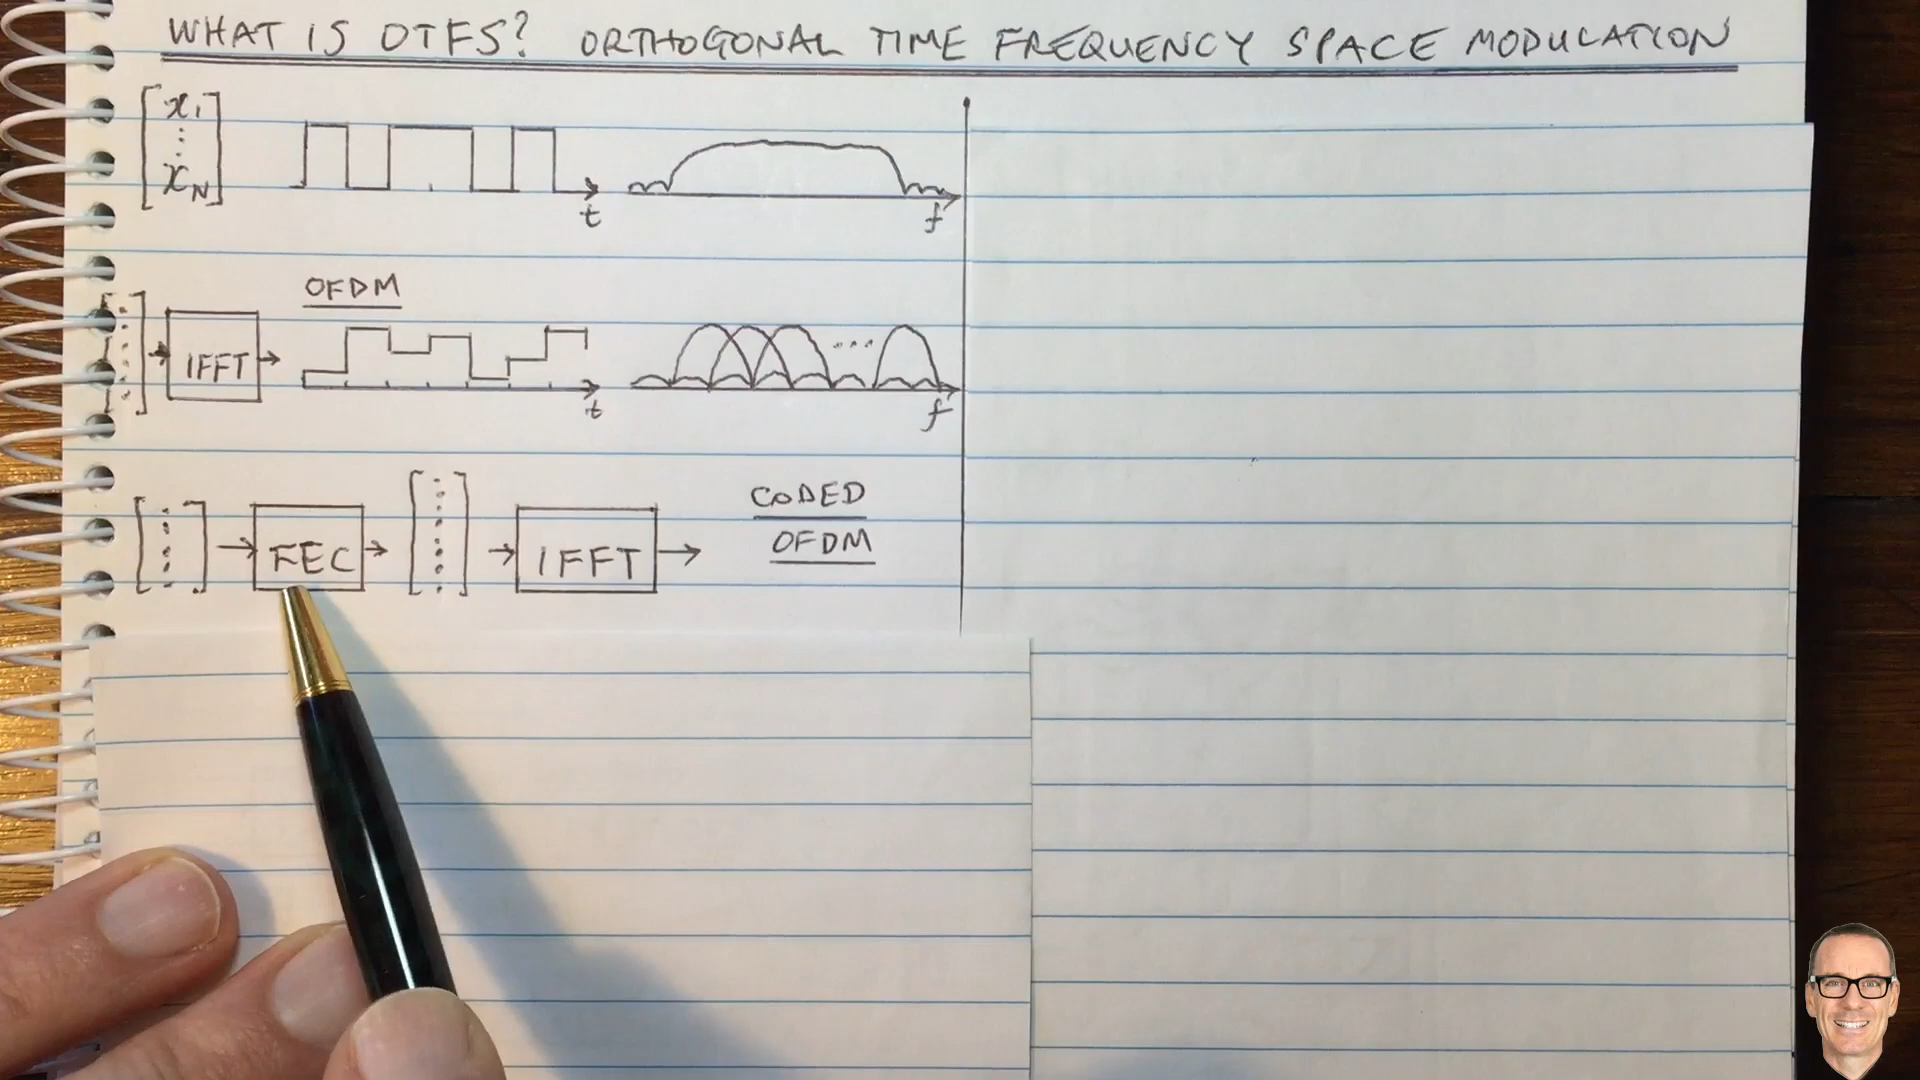 WHAT IS OTFS? ORTHOGONAL TIME FREQUENCY SPACE MODULATION
x1
⋮
xN
t
f
OFDM
IFFT
t
f
CODED
OFDM
FEC
IFFT